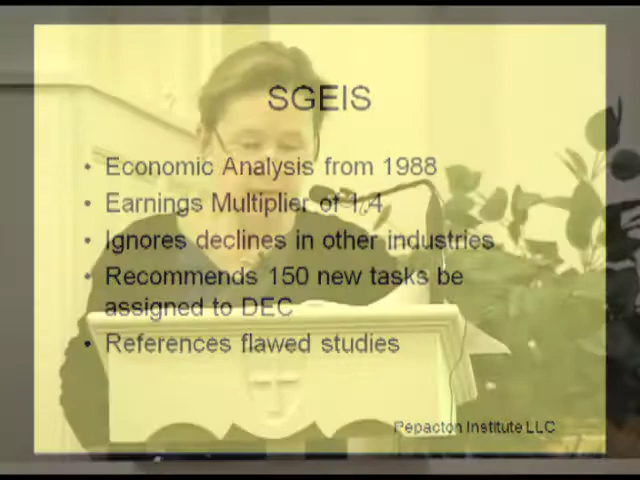 SGEIS
• Economic Analysis from 1988
• Earnings Multiplier of 1.4
• Ignores declines in other industries
• Recommends 150 new tasks be
assigned to DEC
• References flawed studies
Pepacton Institute LLC